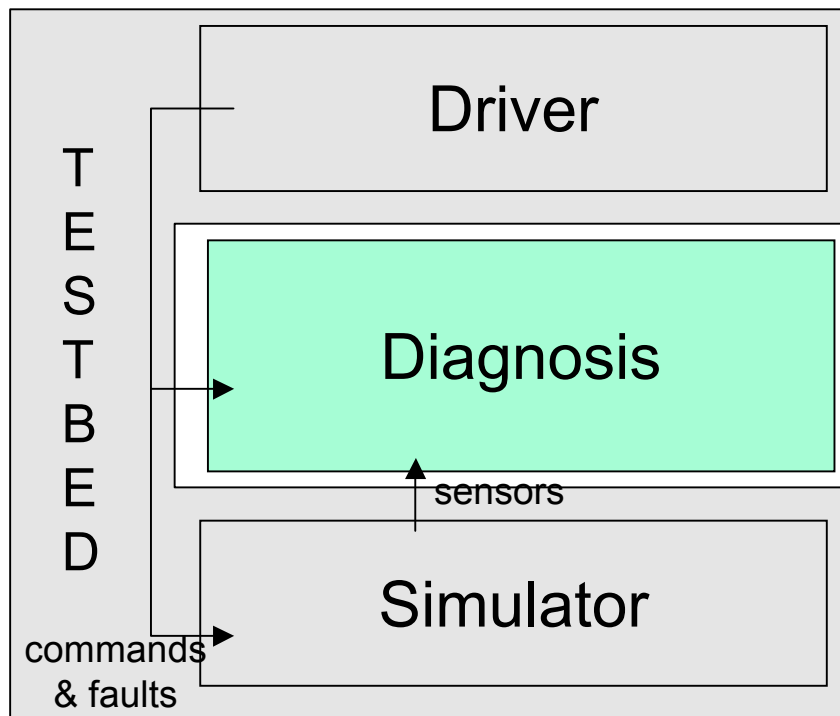 Driver
T
E
S
T
B
E
D
Diagnosis
sensors
Simulator
commands
& faults